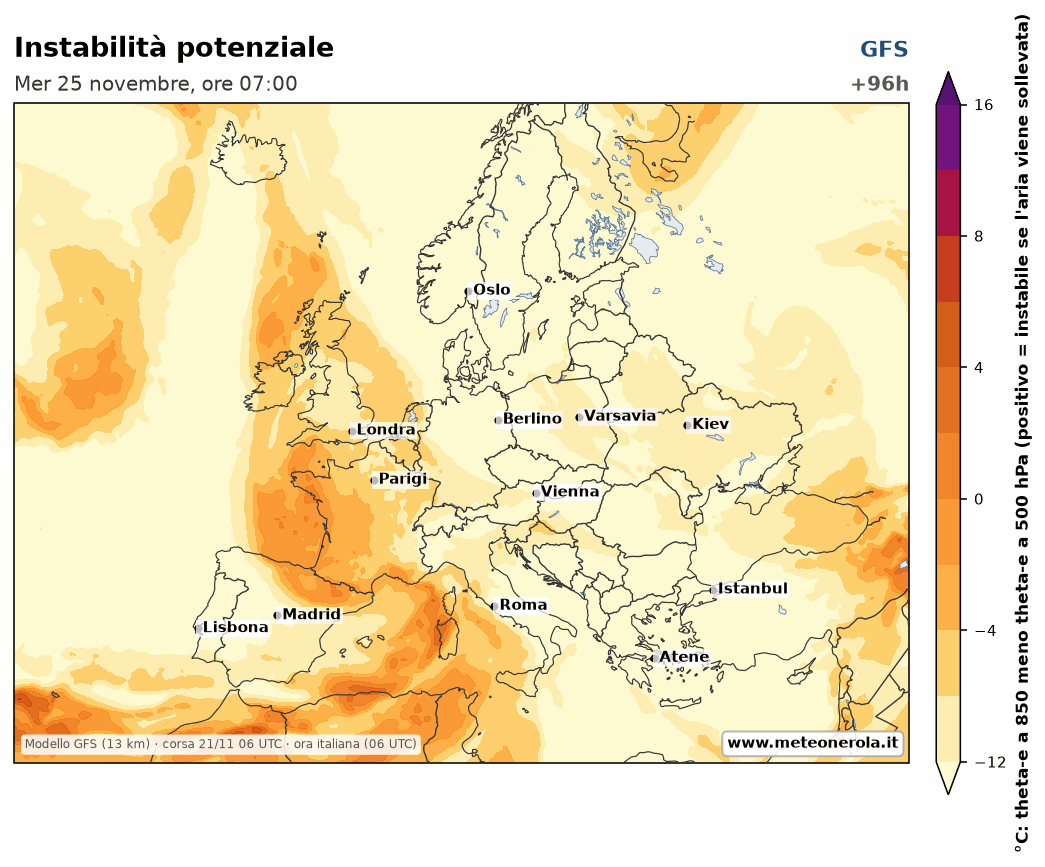 Instabilità potenziale
GFS
Mer 25 novembre, ore 07:00
+96h
16
8
4
0
−4
−12
°C: theta-e a 850 meno theta-e a 500 hPa (positivo = instabile se l'aria viene sollevata)
Oslo
Berlino
Varsavia
Kiev
Londra
Parigi
Vienna
Istanbul
Roma
Madrid
Lisbona
Atene
Modello GFS (13 km) · corsa 21/11 06 UTC · ora italiana (06 UTC)
www.meteonerola.it